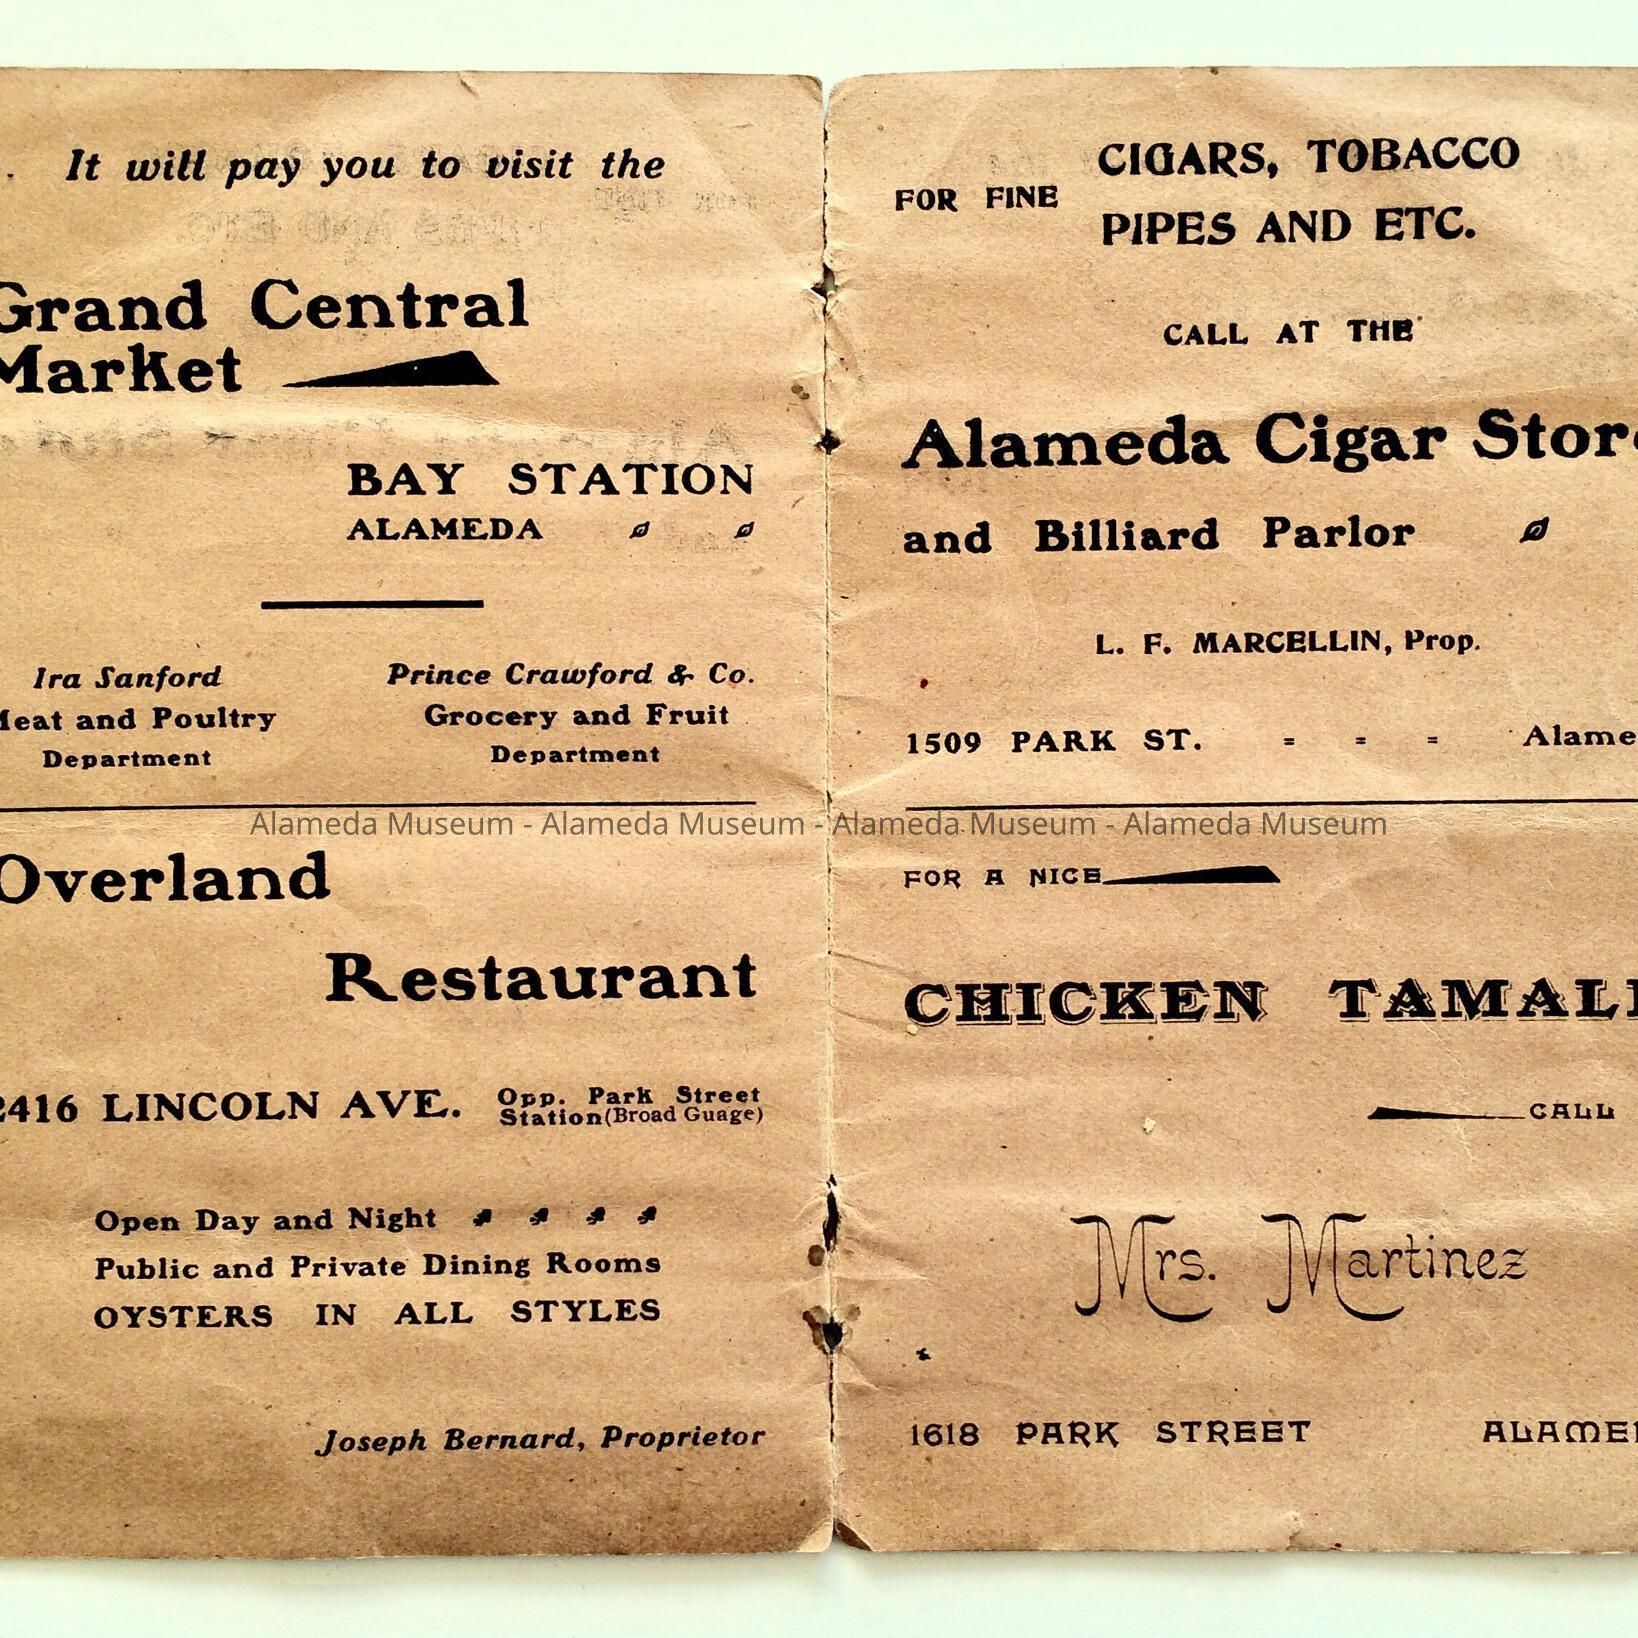 It will pay you to visit the
Grand Central
Market
BAY STATION
ALAMEDA
Ira Sanford
Meat and Poultry
Department
Prince Crawford & Co.
Grocery and Fruit
Department
Overland
Restaurant
2416 LINCOLN AVE.
Opp. Park Street
Station (Broad Guage)
Open Day and Night
Public and Private Dining Rooms
OYSTERS IN ALL STYLES
Joseph Bernard, Proprietor
FOR FINE
CIGARS, TOBACCO
PIPES AND ETC.
CALL AT THE
Alameda Cigar Store
and Billiard Parlor
L. F. MARCELLIN, Prop.
1509 PARK ST. = = = Alame
FOR A NICE
CHICKEN TAMALE
CALL
Mrs. Martinez
1618 PARK STREET ALAME
Alameda Museum - Alameda Museum - Alameda Museum - Alameda Museum